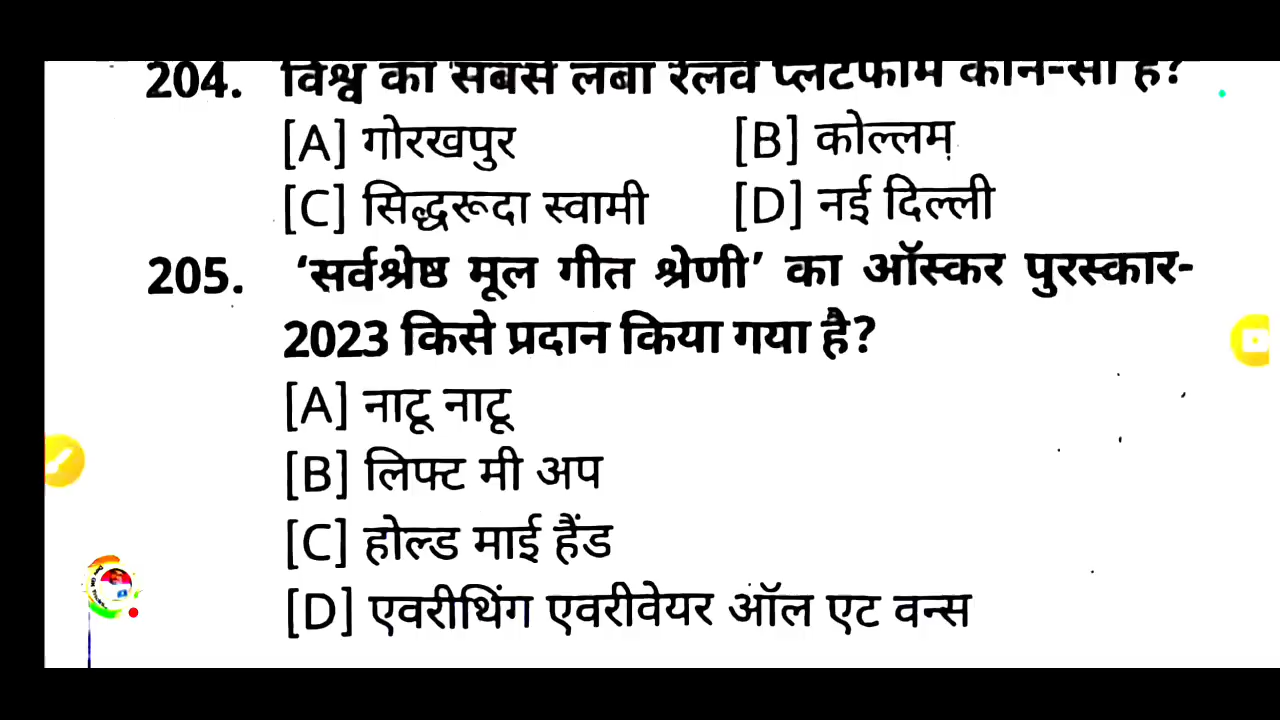 204. विश्व का सबसे लंबा रेलवे प्लेटफॉर्म कौन-सा है?
[A] गोरखपुर [B] कोल्लम्
[C] सिद्धरूदा स्वामी [D] नई दिल्ली
205. ‘सर्वश्रेष्ठ मूल गीत श्रेणी’ का ऑस्कर पुरस्कार-
2023 किसे प्रदान किया गया है?
[A] नाटू नाटू
[B] लिफ्ट मी अप
[C] होल्ड माई हैंड
[D] एवरीथिंग एवरीवेयर ऑल एट वन्स